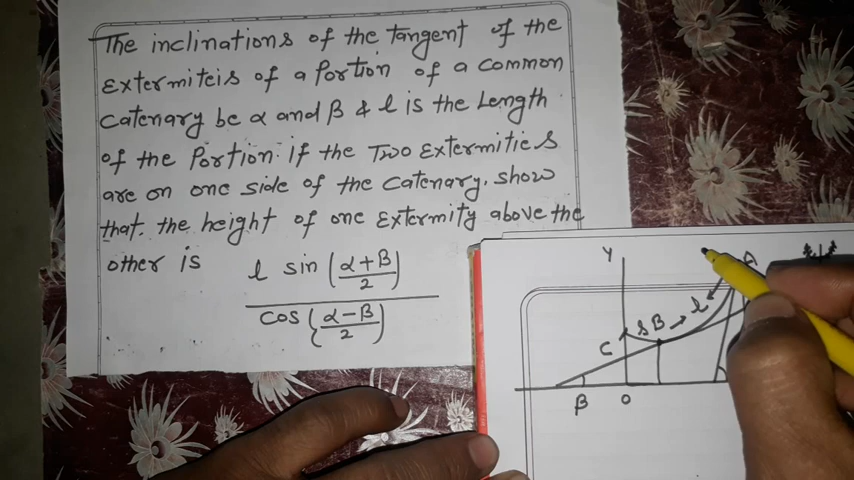 The inclinations of the tangent of the
Extermiteis of a Portion of a common
Catenary be α and β & l is the Length
of the Portion. if the Two Extermities
are on one side of the Catenary. show
that. the height of one Extermity above the
other is
l sin (α+β/2)
cos (α-β/2)
Y
A
l
C S B
β O